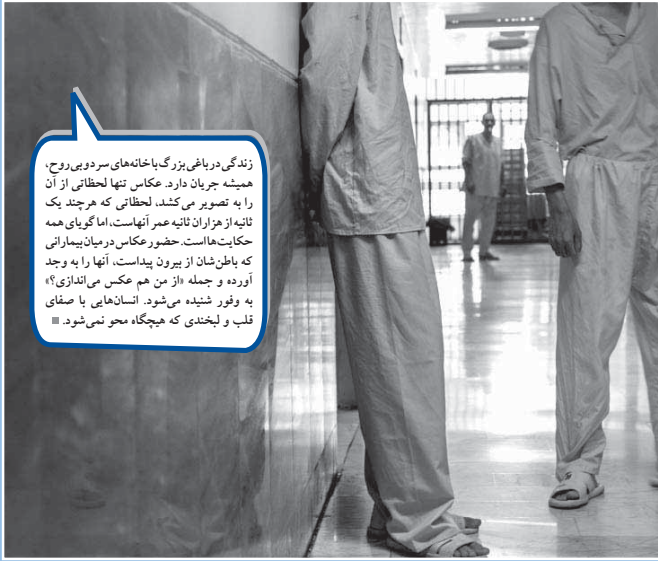 زندگی در باغی بزرگ با خانه‌های سرد و بی روح،
همیشه جریان دارد. عکاس تنها لحظاتی از آن
را به تصویر می‌کشد، لحظاتی که هرچند یک
ثانیه از هزاران ثانیه عمر آنهاست، اما گویای همه
حکایت‌هااست. حضور عکاس در میان بیمارانی
که باطن‌شان از بیرون پیداست، آنها را به وجد
آورده و جمله «از من هم عکس می‌اندازی؟»
به وفور شنیده می‌شود. انسان‌هایی با صفای
قلب و لبخندی که هیچگاه محو نمی‌شود. ■